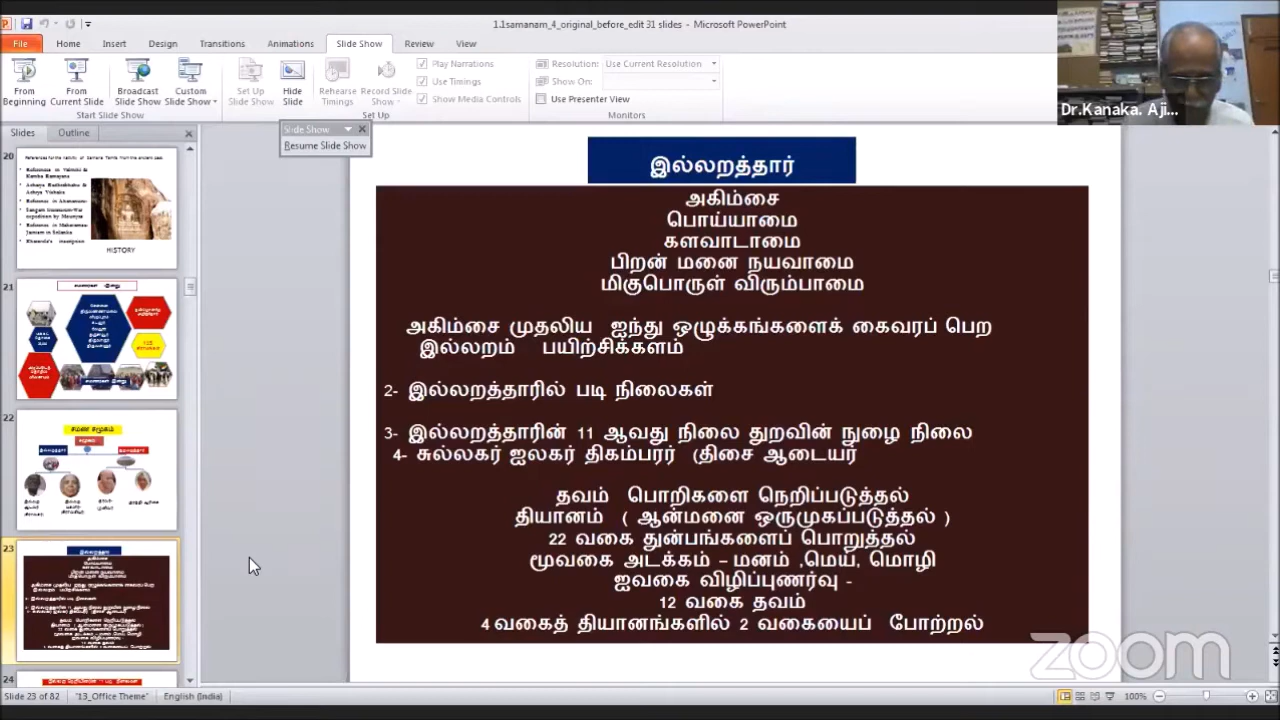 1.1samanam_4_original_before_edit 31 slides - Microsoft PowerPoint
File Home Insert Design Transitions Animations Slide Show Review View
From Beginning
From Current Slide
Broadcast Slide Show
Custom Slide Show
Set Up Slide Show
Hide Slide
Rehearse Timings
Record Slide Show
Play Narrations
Use Timings
Show Media Controls
Resolution: Use Current Resolution
Show On:
Use Presenter View
Start Slide Show
Set Up
Monitors
Dr.Kanaka. Aji...
Slides Outline
Slide Show
Resume Slide Show
20
HISTORY
21
22
23
24
இல்லறத்தார்
அகிம்சை
பொய்யாமை
களவாடாமை
பிறன் மனை நயவாமை
மிகுபொருள் விரும்பாமை
அகிம்சை முதலிய ஐந்து ஒழுக்கங்களைக் கைவரப் பெற
இல்லறம் பயிற்சிக்களம்
2- இல்லறத்தாரில் படி நிலைகள்
3- இல்லறத்தாரின் 11 ஆவது நிலை துறவின் நுழை நிலை
4- சுல்லகர் ஐலகர் திகம்பரர் (திசை ஆடையர்
தவம் பொறிகளை நெறிப்படுத்தல்
தியானம் ( ஆன்மனை ஒருமுகப்படுத்தல் )
22 வகை துன்பங்களைப் பொறுத்தல்
மூவகை அடக்கம் – மனம் ,மெய், மொழி
ஐவகை விழிப்புணர்வு -
12 வகை தவம்
4 வகைத் தியானங்களில் 2 வகையைப் போற்றல்
zoom
Slide 23 of 82 "13_Office Theme" English (India) 100%